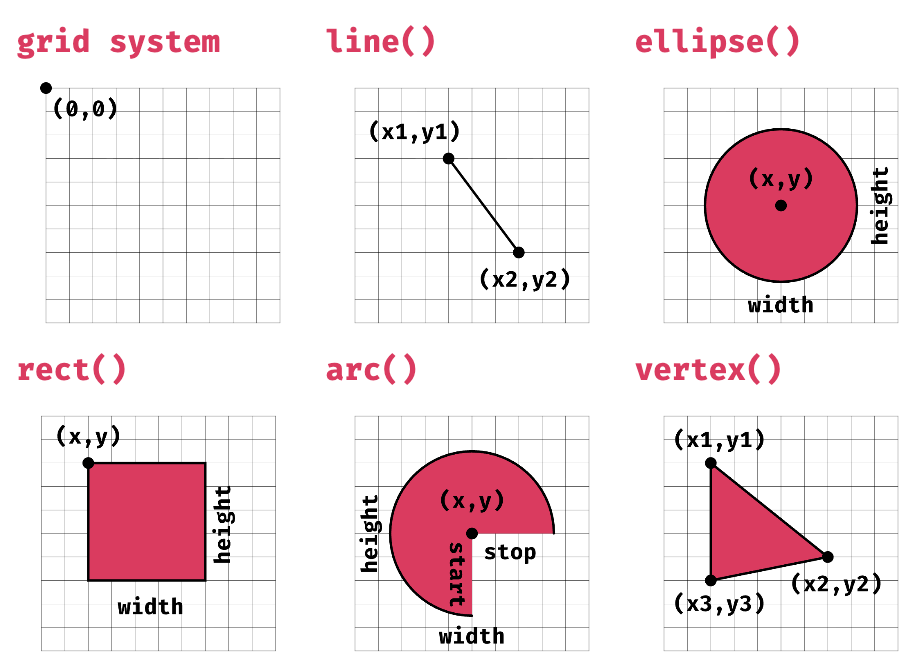 grid system
(0,0)
line()
(x1,y1)
(x2,y2)
ellipse()
(x,y)
height
width
rect()
(x,y)
height
width
arc()
(x,y)
height
start
stop
width
vertex()
(x1,y1)
(x2,y2)
(x3,y3)